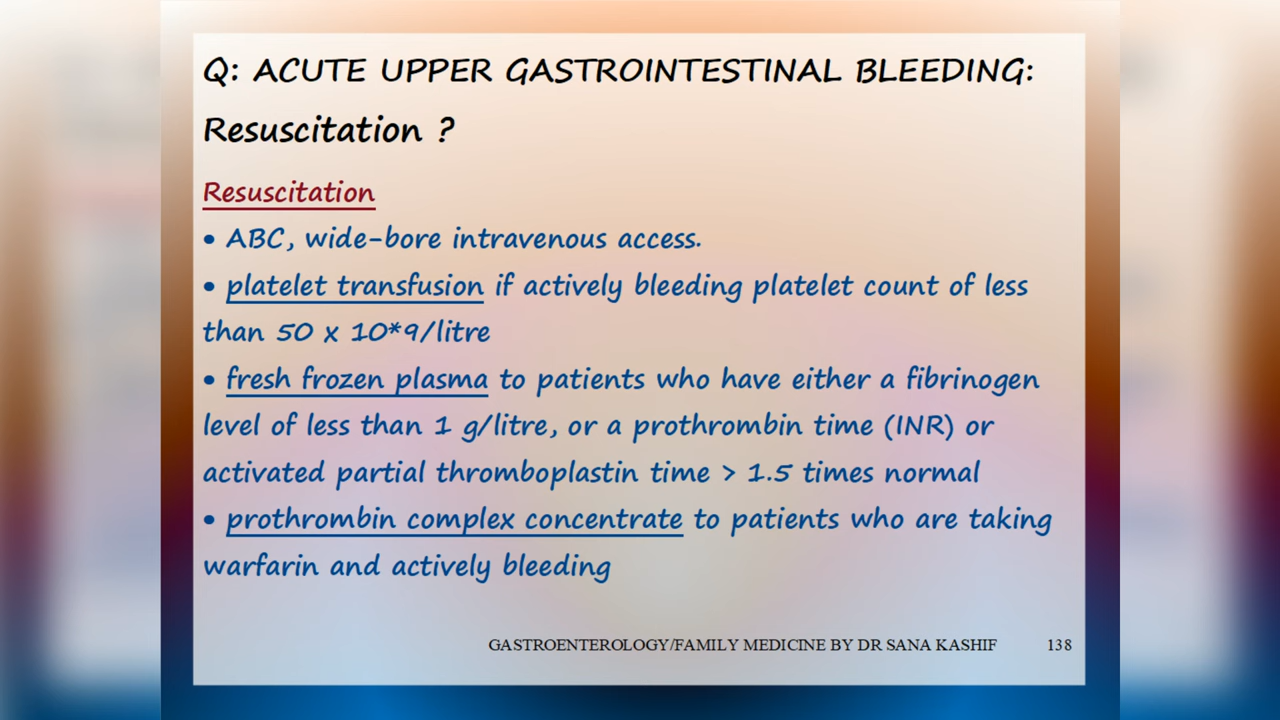 Q: ACUTE UPPER GASTROINTESTINAL BLEEDING:
Resuscitation ?
Resuscitation
• ABC, wide-bore intravenous access.
• platelet transfusion if actively bleeding platelet count of less
than 50 x 10*9/litre
• fresh frozen plasma to patients who have either a fibrinogen
level of less than 1 g/litre, or a prothrombin time (INR) or
activated partial thromboplastin time > 1.5 times normal
• prothrombin complex concentrate to patients who are taking
warfarin and actively bleeding
GASTROENTEROLOGY/FAMILY MEDICINE BY DR SANA KASHIF 138